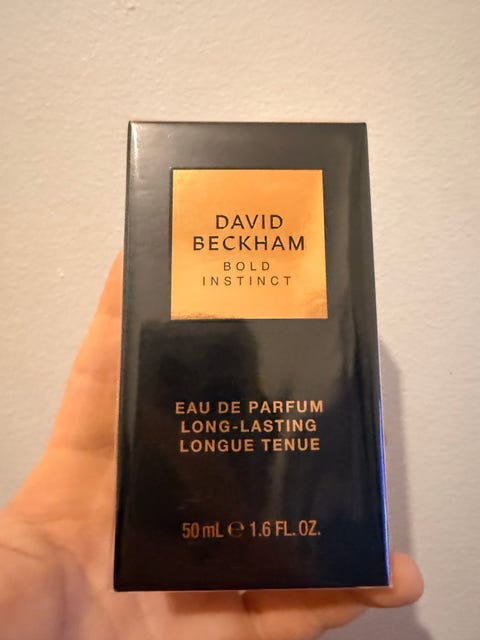 DAVID
BECKHAM
BOLD
INSTINCT
EAU DE PARFUM
LONG-LASTING
LONGUE TENUE
50 mL ℮ 1.6 FL. OZ.